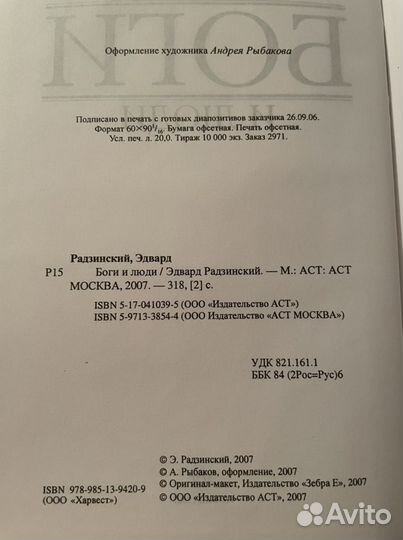 БОГИ
И ЛЮДИ
Оформление художника Андрея Рыбакова
Подписано в печать с готовых диапозитивов заказчика 26.09.06.
Формат 60×90 1/16. Бумага офсетная. Печать офсетная.
Усл. печ. л. 20,0. Тираж 10 000 экз. Заказ 2971.
Радзинский, Эдвард
Р15 Боги и люди / Эдвард Радзинский. — М.: АСТ: АСТ
МОСКВА, 2007. — 318, [2] с.
ISBN 5-17-041039-5 (ООО «Издательство АСТ»)
ISBN 5-9713-3854-4 (ООО Издательство «АСТ МОСКВА»)
УДК 821.161.1
ББК 84 (2Рос=Рус)6
© Э. Радзинский, 2007
© А. Рыбаков, оформление, 2007
ISBN 978-985-13-9420-9 © Оригинал-макет, Издательство «Зебра Е», 2007
(ООО «Харвест») © ООО «Издательство АСТ», 2007
Avito